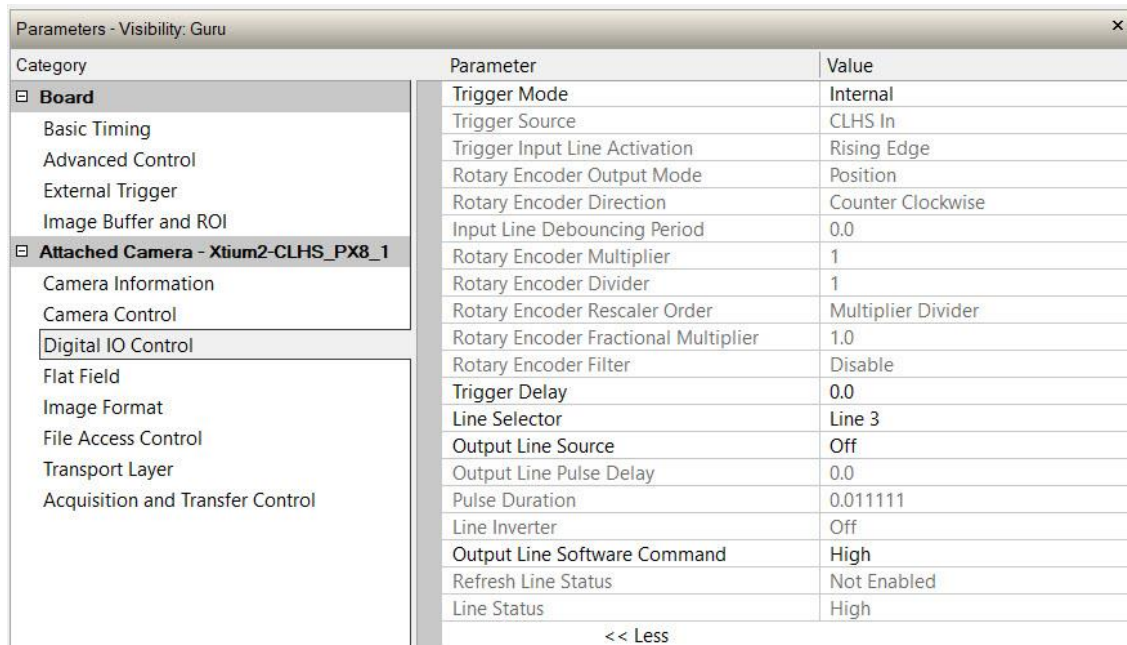 Parameters - Visibility: Guru ×
Category Parameter Value
Board
Basic Timing
Advanced Control
External Trigger
Image Buffer and ROI
Attached Camera - Xtium2-CLHS_PX8_1
Camera Information
Camera Control
Digital IO Control
Flat Field
Image Format
File Access Control
Transport Layer
Acquisition and Transfer Control
Trigger Mode Internal
Trigger Source CLHS In
Trigger Input Line Activation Rising Edge
Rotary Encoder Output Mode Position
Rotary Encoder Direction Counter Clockwise
Input Line Debouncing Period 0.0
Rotary Encoder Multiplier 1
Rotary Encoder Divider 1
Rotary Encoder Rescaler Order Multiplier Divider
Rotary Encoder Fractional Multiplier 1.0
Rotary Encoder Filter Disable
Trigger Delay 0.0
Line Selector Line 3
Output Line Source Off
Output Line Pulse Delay 0.0
Pulse Duration 0.011111
Line Inverter Off
Output Line Software Command High
Refresh Line Status Not Enabled
Line Status High
<< Less